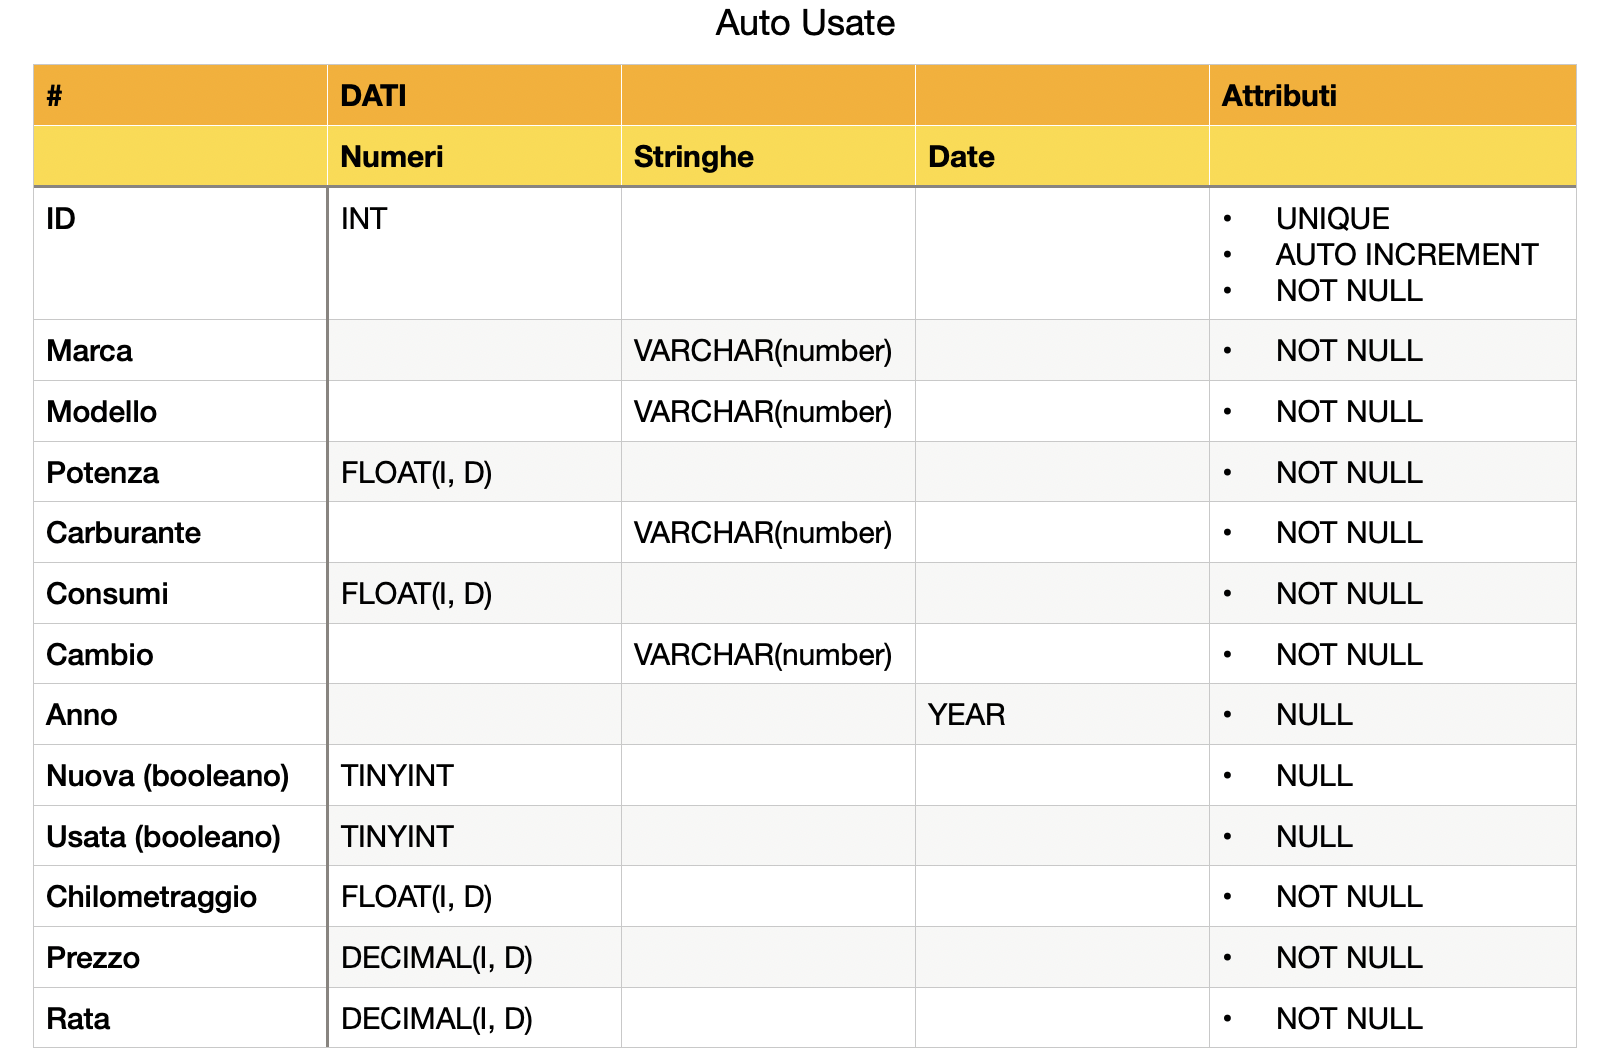 Auto Usate
# DATI Attributi
Numeri Stringhe Date
ID INT • UNIQUE
• AUTO INCREMENT
• NOT NULL
Marca VARCHAR(number) • NOT NULL
Modello VARCHAR(number) • NOT NULL
Potenza FLOAT(I, D) • NOT NULL
Carburante VARCHAR(number) • NOT NULL
Consumi FLOAT(I, D) • NOT NULL
Cambio VARCHAR(number) • NOT NULL
Anno YEAR • NULL
Nuova (booleano) TINYINT • NULL
Usata (booleano) TINYINT • NULL
Chilometraggio FLOAT(I, D) • NOT NULL
Prezzo DECIMAL(I, D) • NOT NULL
Rata DECIMAL(I, D) • NOT NULL